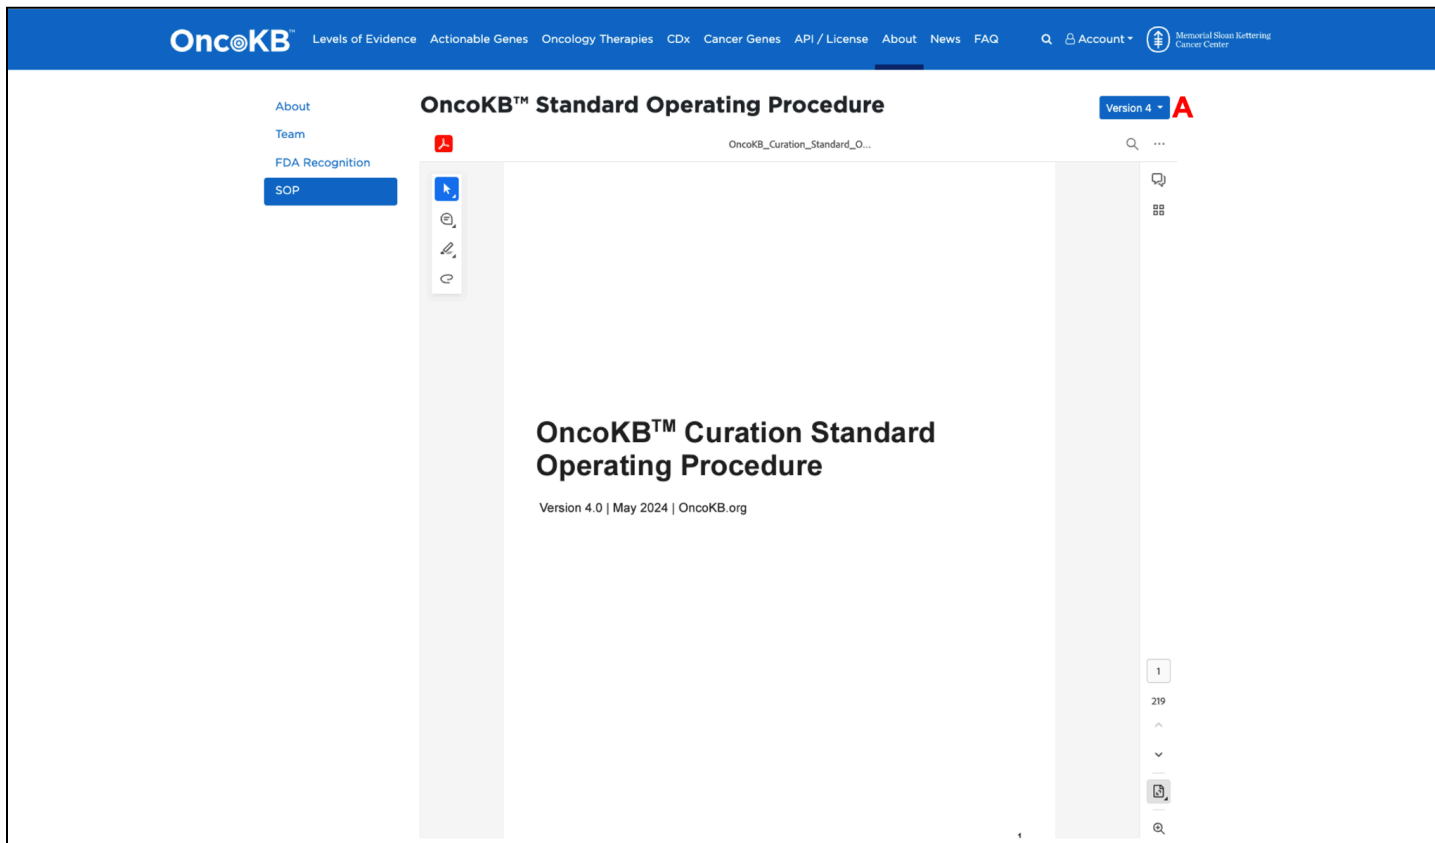 OncoKB™
Levels of Evidence Actionable Genes Oncology Therapies CDx Cancer Genes API / License About News FAQ
Account
Memorial Sloan Kettering
Cancer Center
About
Team
FDA Recognition
SOP
OncoKB™ Standard Operating Procedure
Version 4
A
OncoKB_Curation_Standard_O...
OncoKB™ Curation Standard
Operating Procedure
Version 4.0 | May 2024 | OncoKB.org
1
219
1